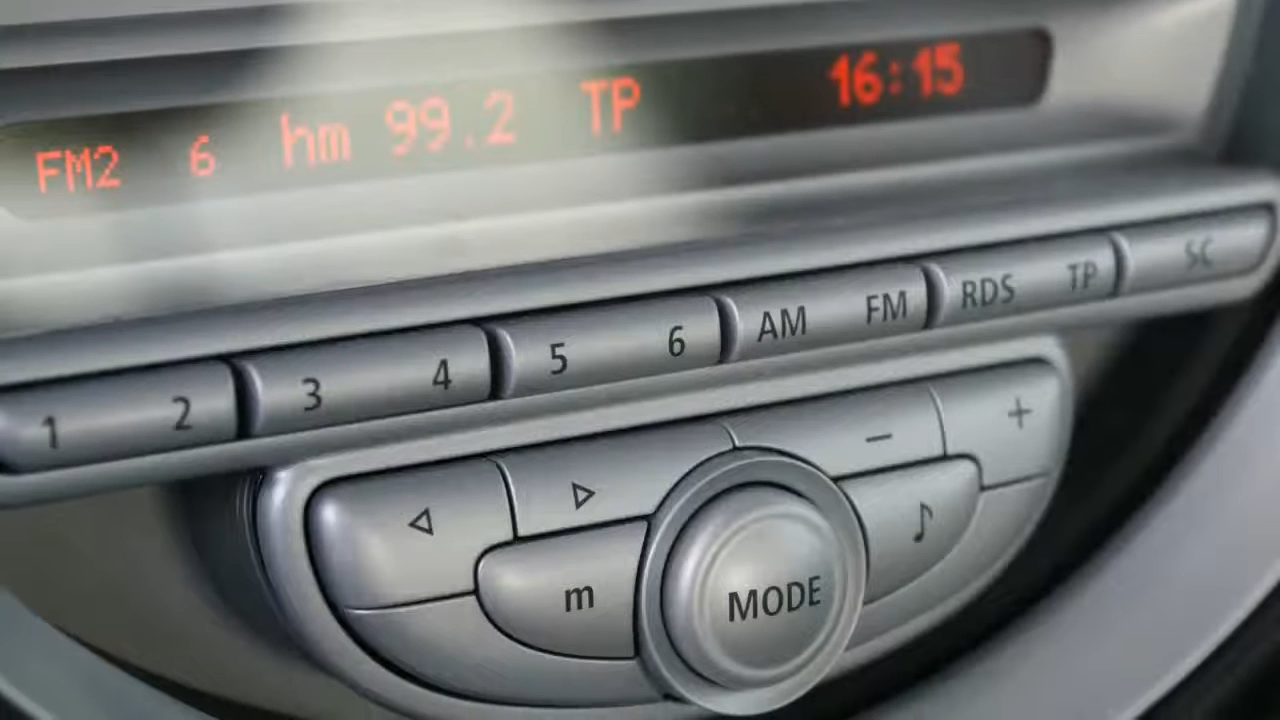 FM2 6 hm 99.2 TP 16:15
1 2 3 4 5 6 AM FM RDS TP SC
− +
m MODE